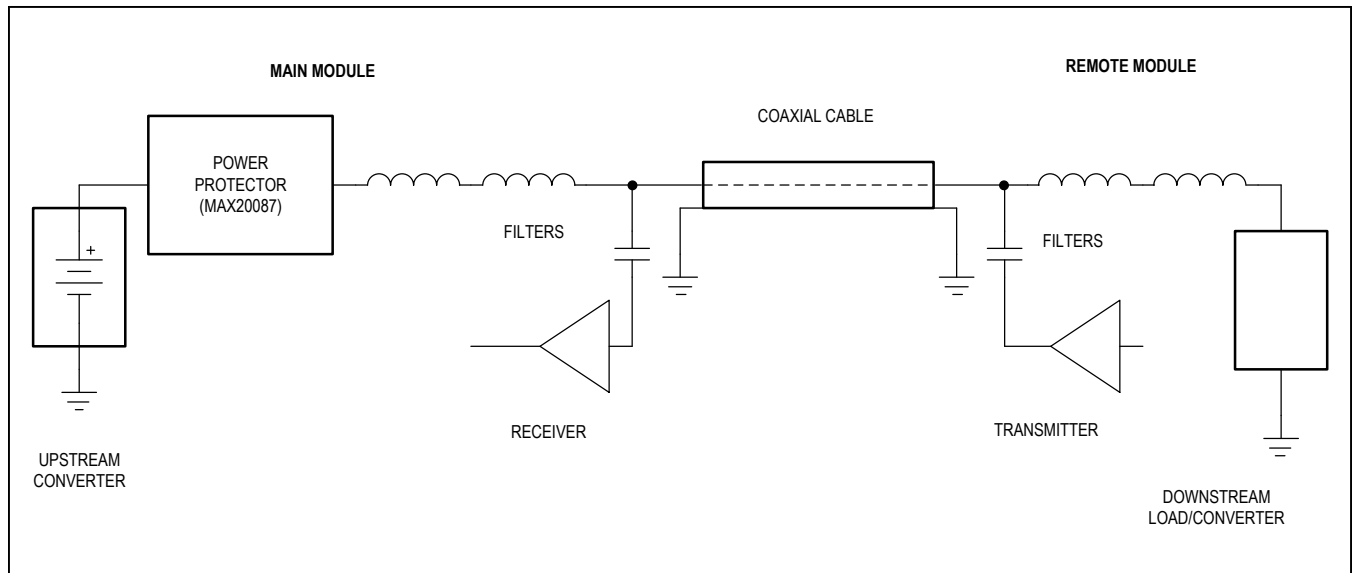 MAIN MODULE
REMOTE MODULE
COAXIAL CABLE
POWER
PROTECTOR
(MAX20087)
FILTERS
FILTERS
+
RECEIVER
TRANSMITTER
UPSTREAM
CONVERTER
DOWNSTREAM
LOAD/CONVERTER